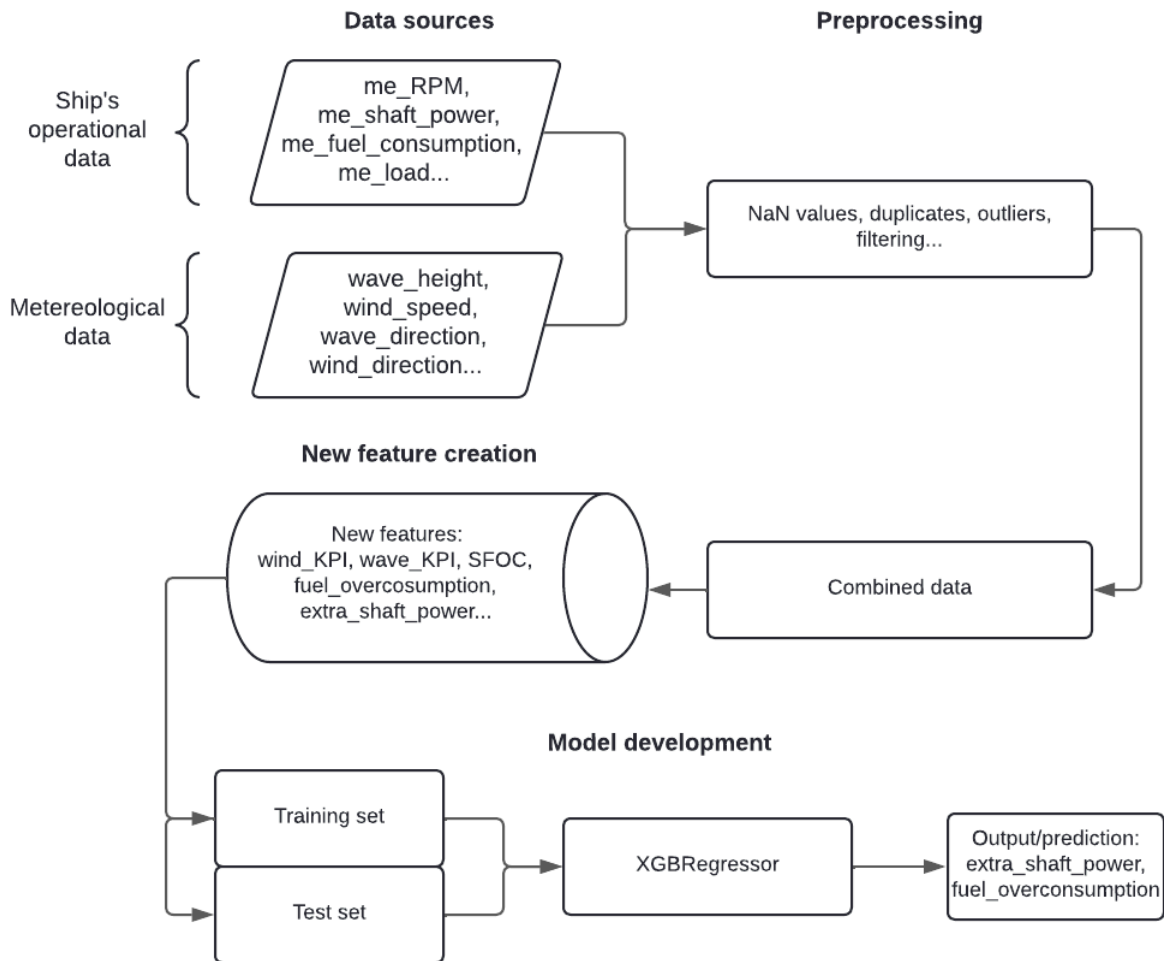 Data sources
Preprocessing
Ship's
operational
data
me_RPM,
me_shaft_power,
me_fuel_consumption,
me_load...
NaN values, duplicates, outliers,
filtering...
Metereological
data
wave_height,
wind_speed,
wave_direction,
wind_direction...
New feature creation
New features:
wind_KPI, wave_KPI, SFOC,
fuel_overcosumption,
extra_shaft_power...
Combined data
Model development
Training set
Test set
XGBRegressor
Output/prediction:
extra_shaft_power,
fuel_overconsumption